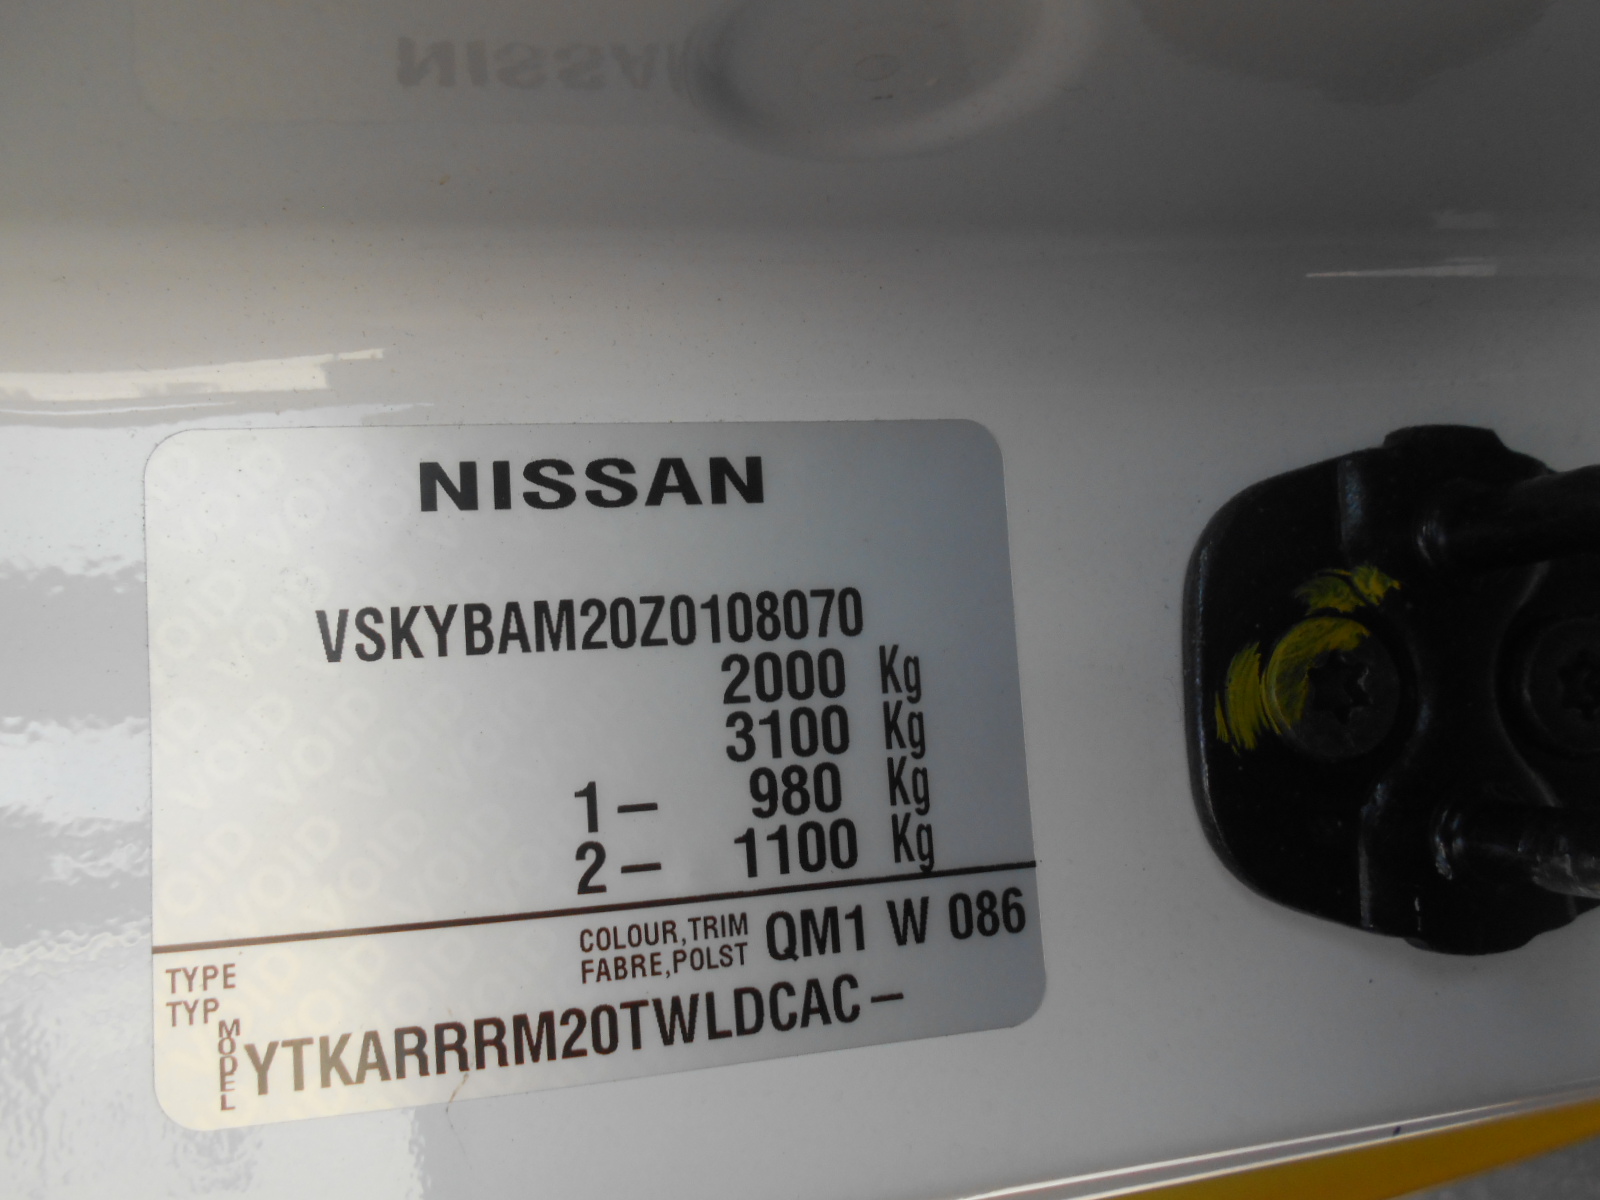 NISSAN
VSKYBAM20Z0108070
2000 Kg
3100 Kg
1- 980 Kg
2- 1100 Kg
COLOUR,TRIM QM1 W 086
FABRE,POLST
TYPE
TYP
MODEL YTKARRRM20TWLDCAC-